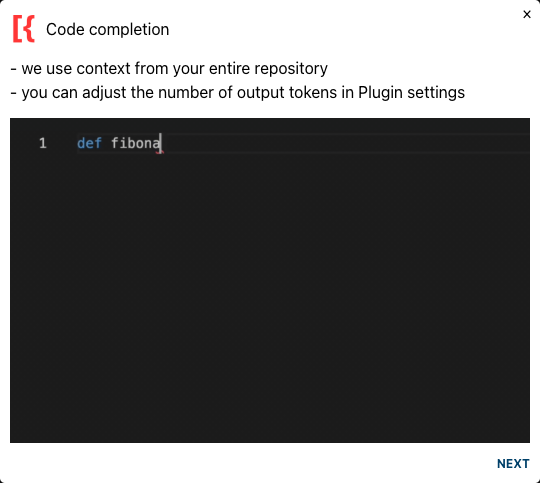 [{ Code completion
×
- we use context from your entire repository
- you can adjust the number of output tokens in Plugin settings
1 def fibona
NEXT